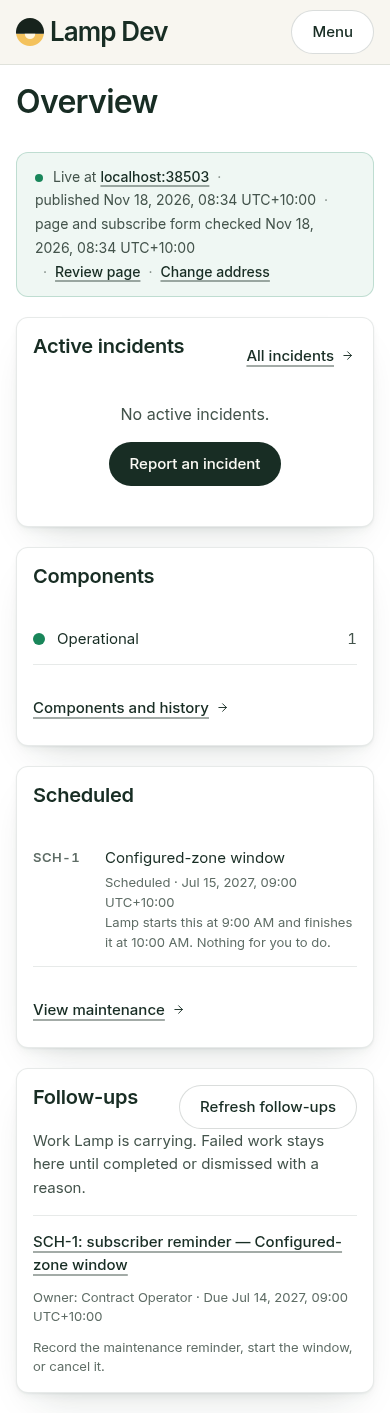 Lamp Dev
Menu
Overview
Live at localhost:38503 ·
published Nov 18, 2026, 08:34 UTC+10:00 ·
page and subscribe form checked Nov 18,
2026, 08:34 UTC+10:00
· Review page · Change address
Active incidents
All incidents →
No active incidents.
Report an incident
Components
Operational 1
Components and history →
Scheduled
SCH-1 Configured-zone window
Scheduled · Jul 15, 2027, 09:00
UTC+10:00
Lamp starts this at 9:00 AM and finishes
it at 10:00 AM. Nothing for you to do.
View maintenance →
Follow-ups
Refresh follow-ups
Work Lamp is carrying. Failed work stays
here until completed or dismissed with a
reason.
SCH-1: subscriber reminder — Configured-
zone window
Owner: Contract Operator · Due Jul 14, 2027, 09:00
UTC+10:00
Record the maintenance reminder, start the window,
or cancel it.